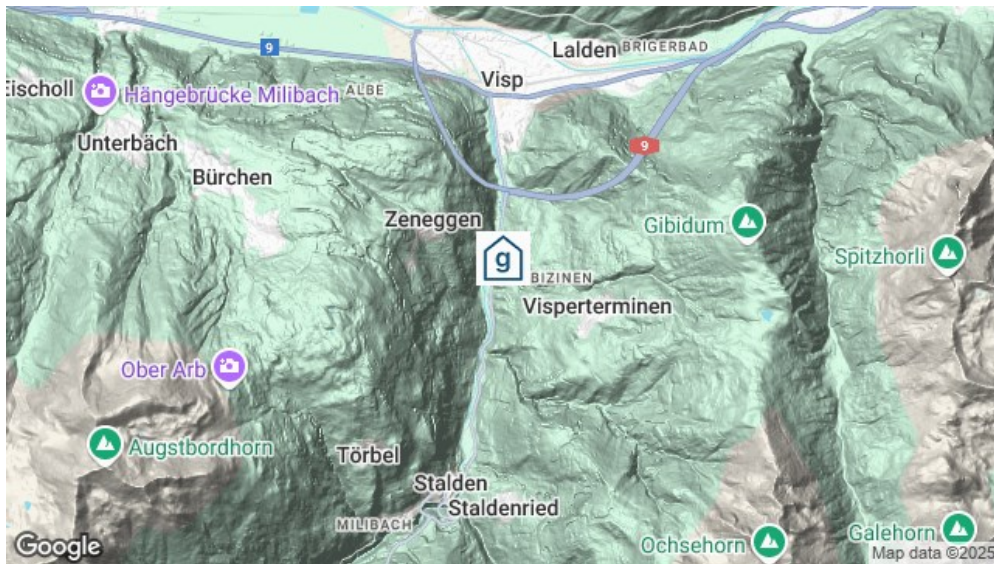 Lalden
BRIGERBAD
9
Visp
Eischoll
Hängebrücke Milibach
ALBE
Unterbäch
9
Bürchen
Zeneggen
Gibidum
Spitzhorli
g
BIZINEN
Visperterminen
Ober Arb
Augstbordhorn
Törbel
Stalden
Staldenried
MILIBACH
Ochsehorn
Galehorn
Google
Map data ©2025